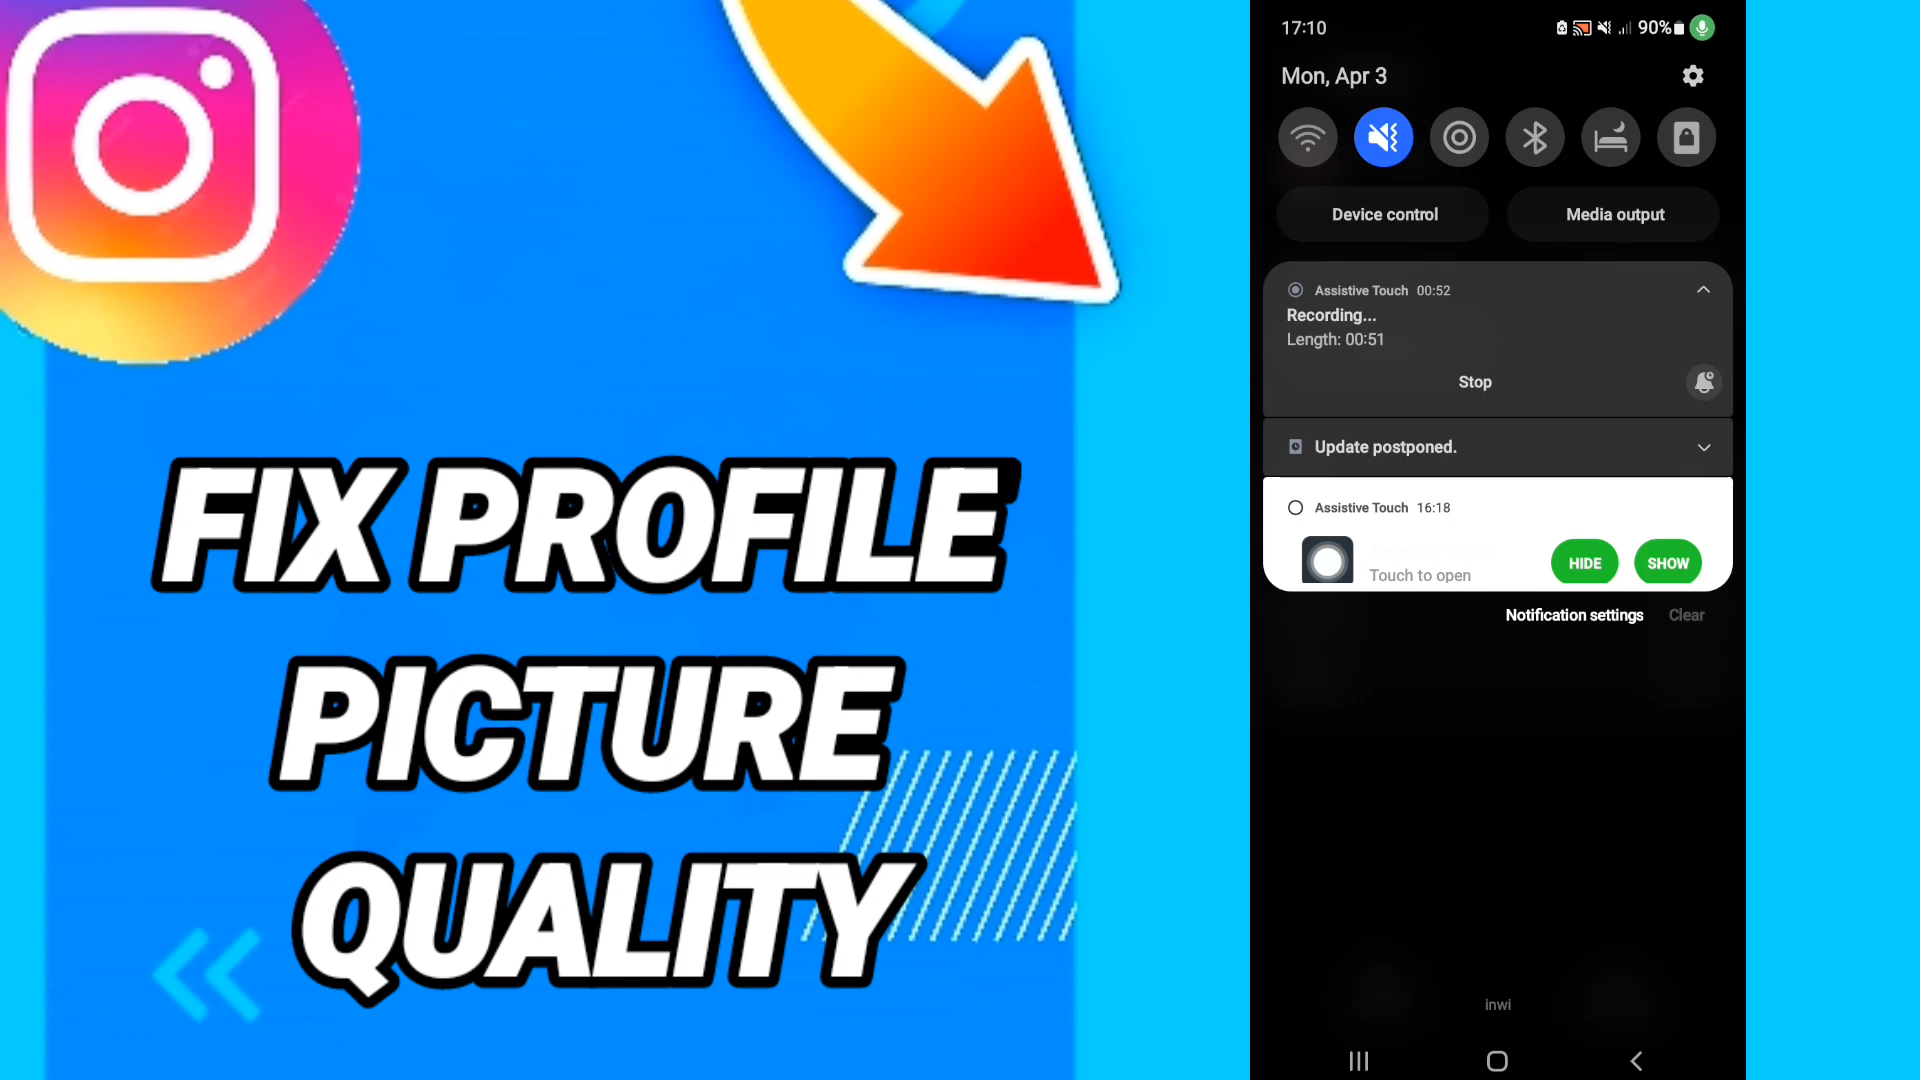 FIX PROFILE
PICTURE
QUALITY
17:10
90%
Mon, Apr 3
Device control
Media output
Assistive Touch 00:52
Recording...
Length: 00:51
Stop
Update postponed.
Assistive Touch 16:18
Touch to open
HIDE
SHOW
Notification settings
Clear
inwi